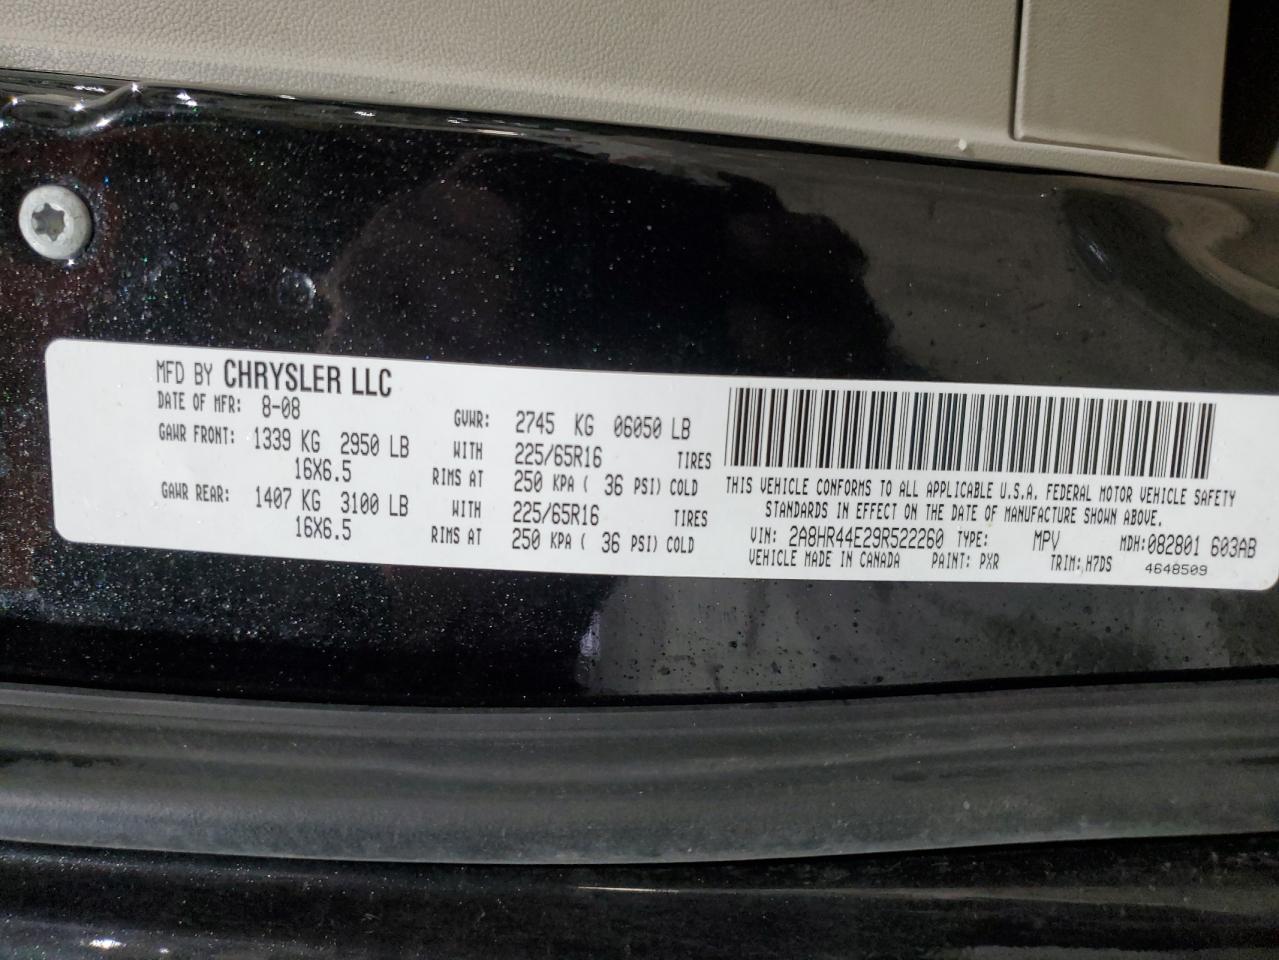 MFD BY CHRYSLER LLC
DATE OF MFR: 8-08 GVWR: 2745 KG 06050 LB
GAWR FRONT: 1339 KG 2950 LB WITH 225/65R16 TIRES
16X6.5 RIMS AT 250 KPA ( 36 PSI) COLD
GAWR REAR: 1407 KG 3100 LB WITH 225/65R16 TIRES
16X6.5 RIMS AT 250 KPA ( 36 PSI) COLD
THIS VEHICLE CONFORMS TO ALL APPLICABLE U.S.A. FEDERAL MOTOR VEHICLE SAFETY
STANDARDS IN EFFECT ON THE DATE OF MANUFACTURE SHOWN ABOVE.
VIN: 2A8HR44E29R522260 TYPE: MPV MDH:082801 603AB
VEHICLE MADE IN CANADA PAINT: PXR TRIM:H7DS 4648509